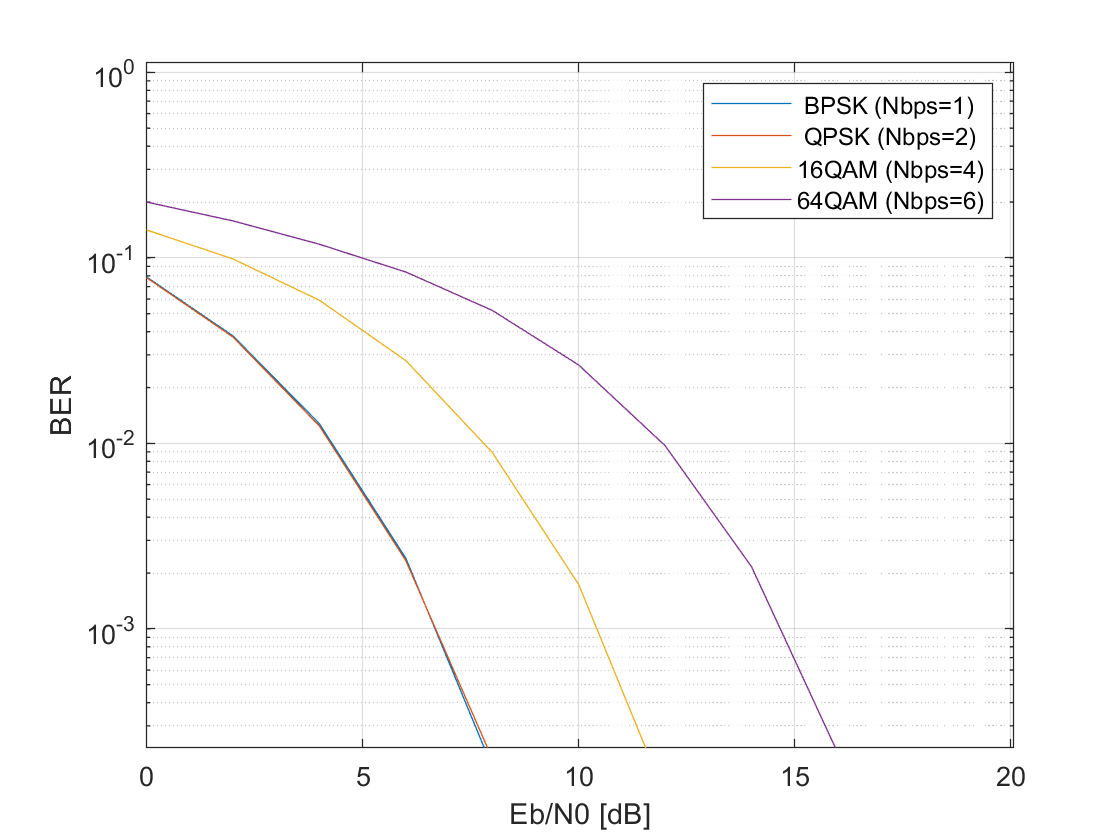 10^0
10^-1
10^-2
10^-3
BER
BPSK (Nbps=1)
QPSK (Nbps=2)
16QAM (Nbps=4)
64QAM (Nbps=6)
0 5 10 15 20
Eb/N0 [dB]